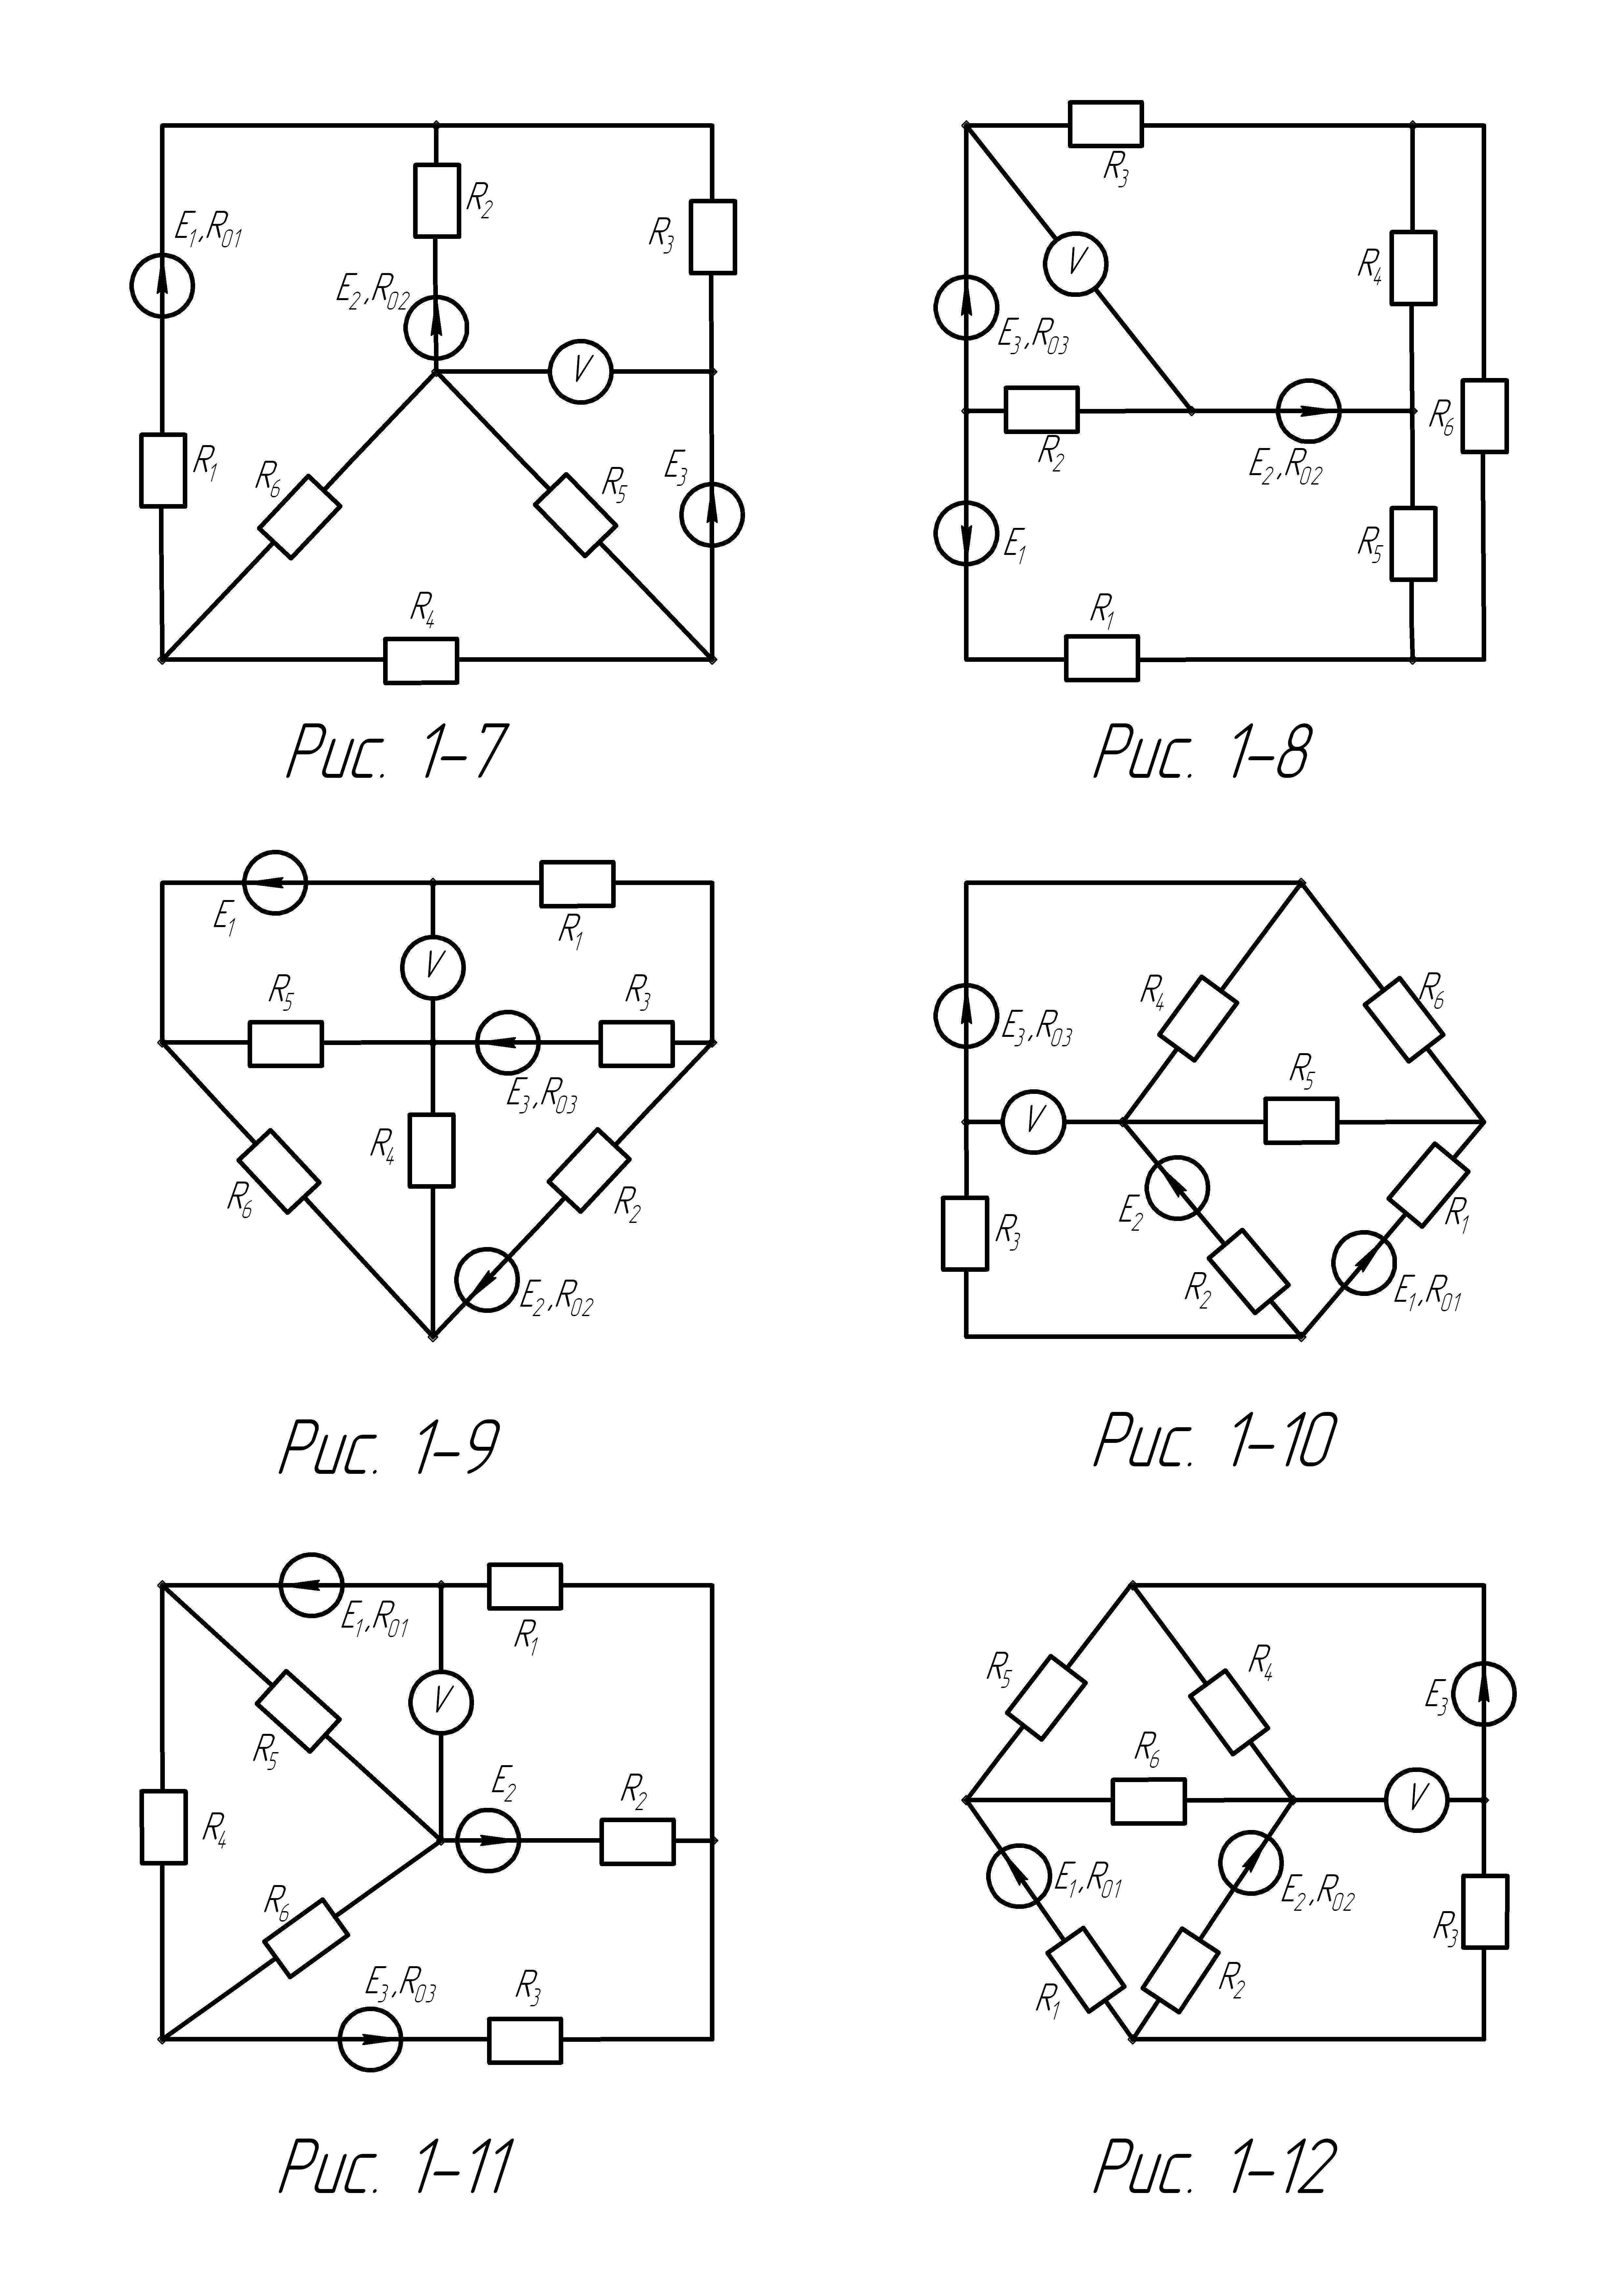 E1,R01
R2
R3
E2,R02
V
R1
R6
R5
E3
R4
Рис. 1-7
R3
V
R4
E3,R03
R2
E2,R02
R6
E1
R5
R1
Рис. 1-8
E1
R1
V
R5
R3
E3,R03
R4
R6
R2
E2,R02
Рис. 1-9
R4
R6
E3,R03
R5
V
E2
R3
R1
R2
E1,R01
Рис. 1-10
E1,R01
R1
V
R5
E2
R2
R4
R6
E3,R03
R3
Рис. 1-11
R5
R4
E3
R6
V
E1,R01
E2,R02
R3
R1
R2
Рис. 1-12